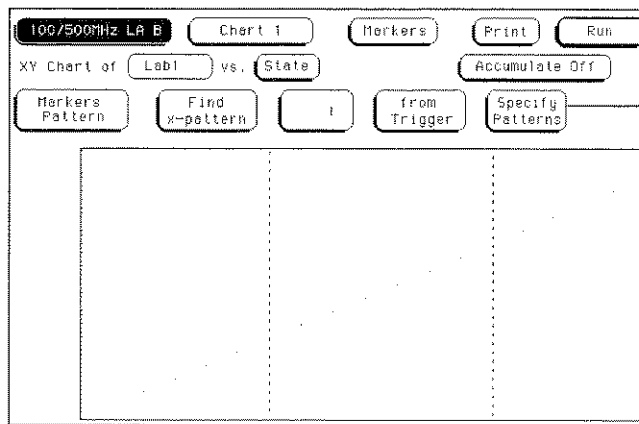 100/500MHz LA B Chart 1 Markers Print Run
XY Chart of Lab1 vs. State Accumulate Off
Markers Pattern Find x-pattern 1 from Trigger Specify Patterns